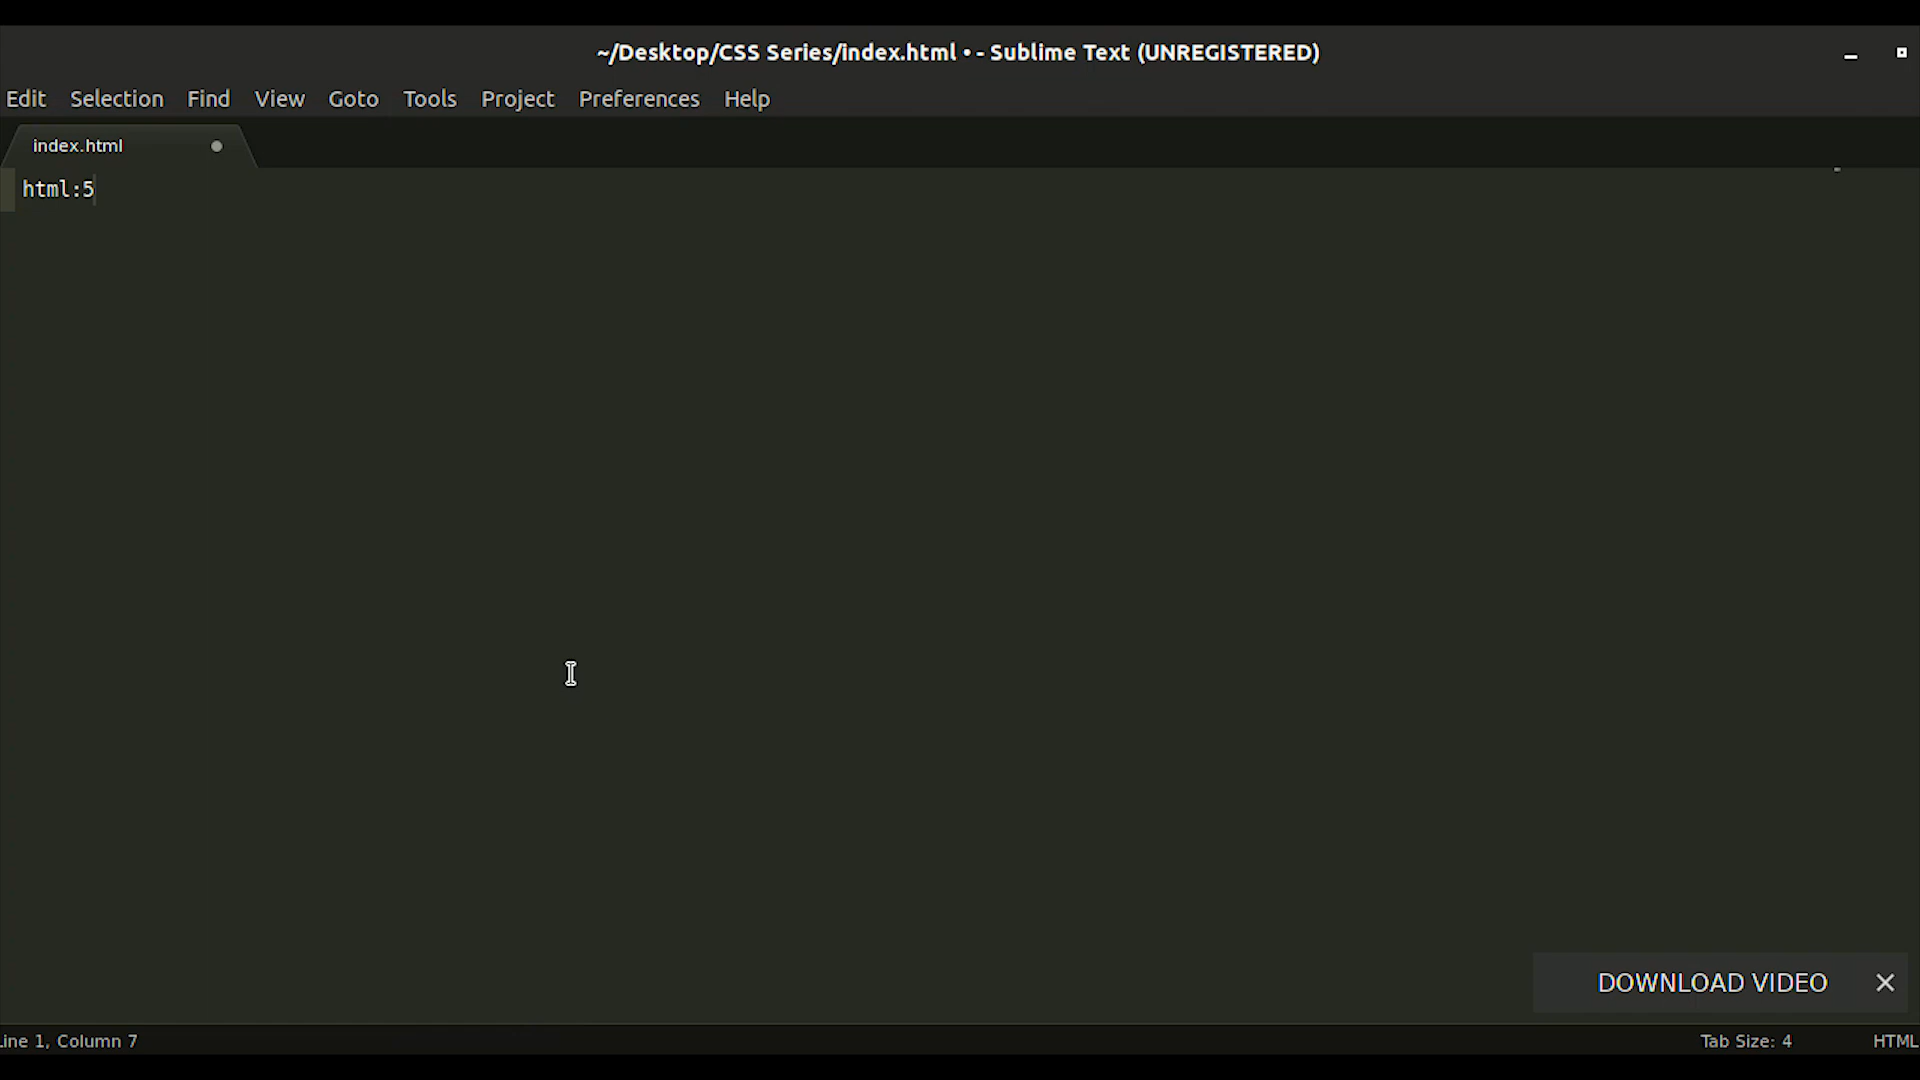 ~/Desktop/CSS Series/index.html • - Sublime Text (UNREGISTERED)
Edit Selection Find View Goto Tools Project Preferences Help
index.html
html:5
DOWNLOAD VIDEO
ine 1, Column 7
Tab Size: 4
HTML